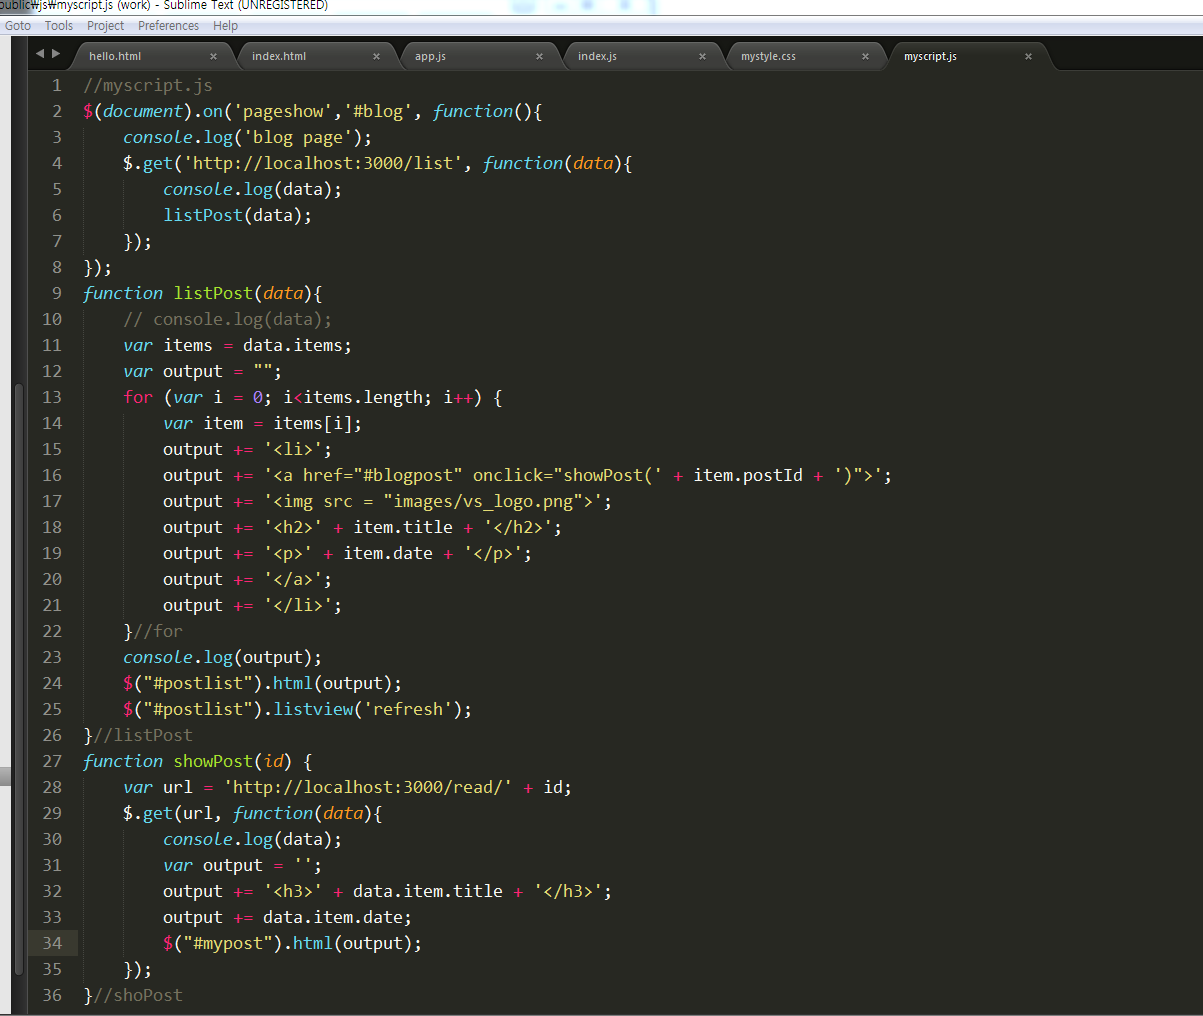 public₩js₩myscript.js (work) - Sublime Text (UNREGISTERED)
Goto Tools Project Preferences Help
hello.html × index.html × app.js × index.js × mystyle.css × myscript.js ×
1 //myscript.js
2 $(document).on('pageshow','#blog', function(){
3 console.log('blog page');
4 $.get('http://localhost:3000/list', function(data){
5 console.log(data);
6 listPost(data);
7 });
8 });
9 function listPost(data){
10 // console.log(data);
11 var items = data.items;
12 var output = "";
13 for (var i = 0; i<items.length; i++) {
14 var item = items[i];
15 output += '<li>';
16 output += '<a href="#blogpost" onclick="showPost(' + item.postId + ')">';
17 output += '<img src = "images/vs_logo.png">';
18 output += '<h2>' + item.title + '</h2>';
19 output += '<p>' + item.date + '</p>';
20 output += '</a>';
21 output += '</li>';
22 }//for
23 console.log(output);
24 $("#postlist").html(output);
25 $("#postlist").listview('refresh');
26 }//listPost
27 function showPost(id) {
28 var url = 'http://localhost:3000/read/' + id;
29 $.get(url, function(data){
30 console.log(data);
31 var output = '';
32 output += '<h3>' + data.item.title + '</h3>';
33 output += data.item.date;
34 $("#mypost").html(output);
35 });
36 }//shoPost